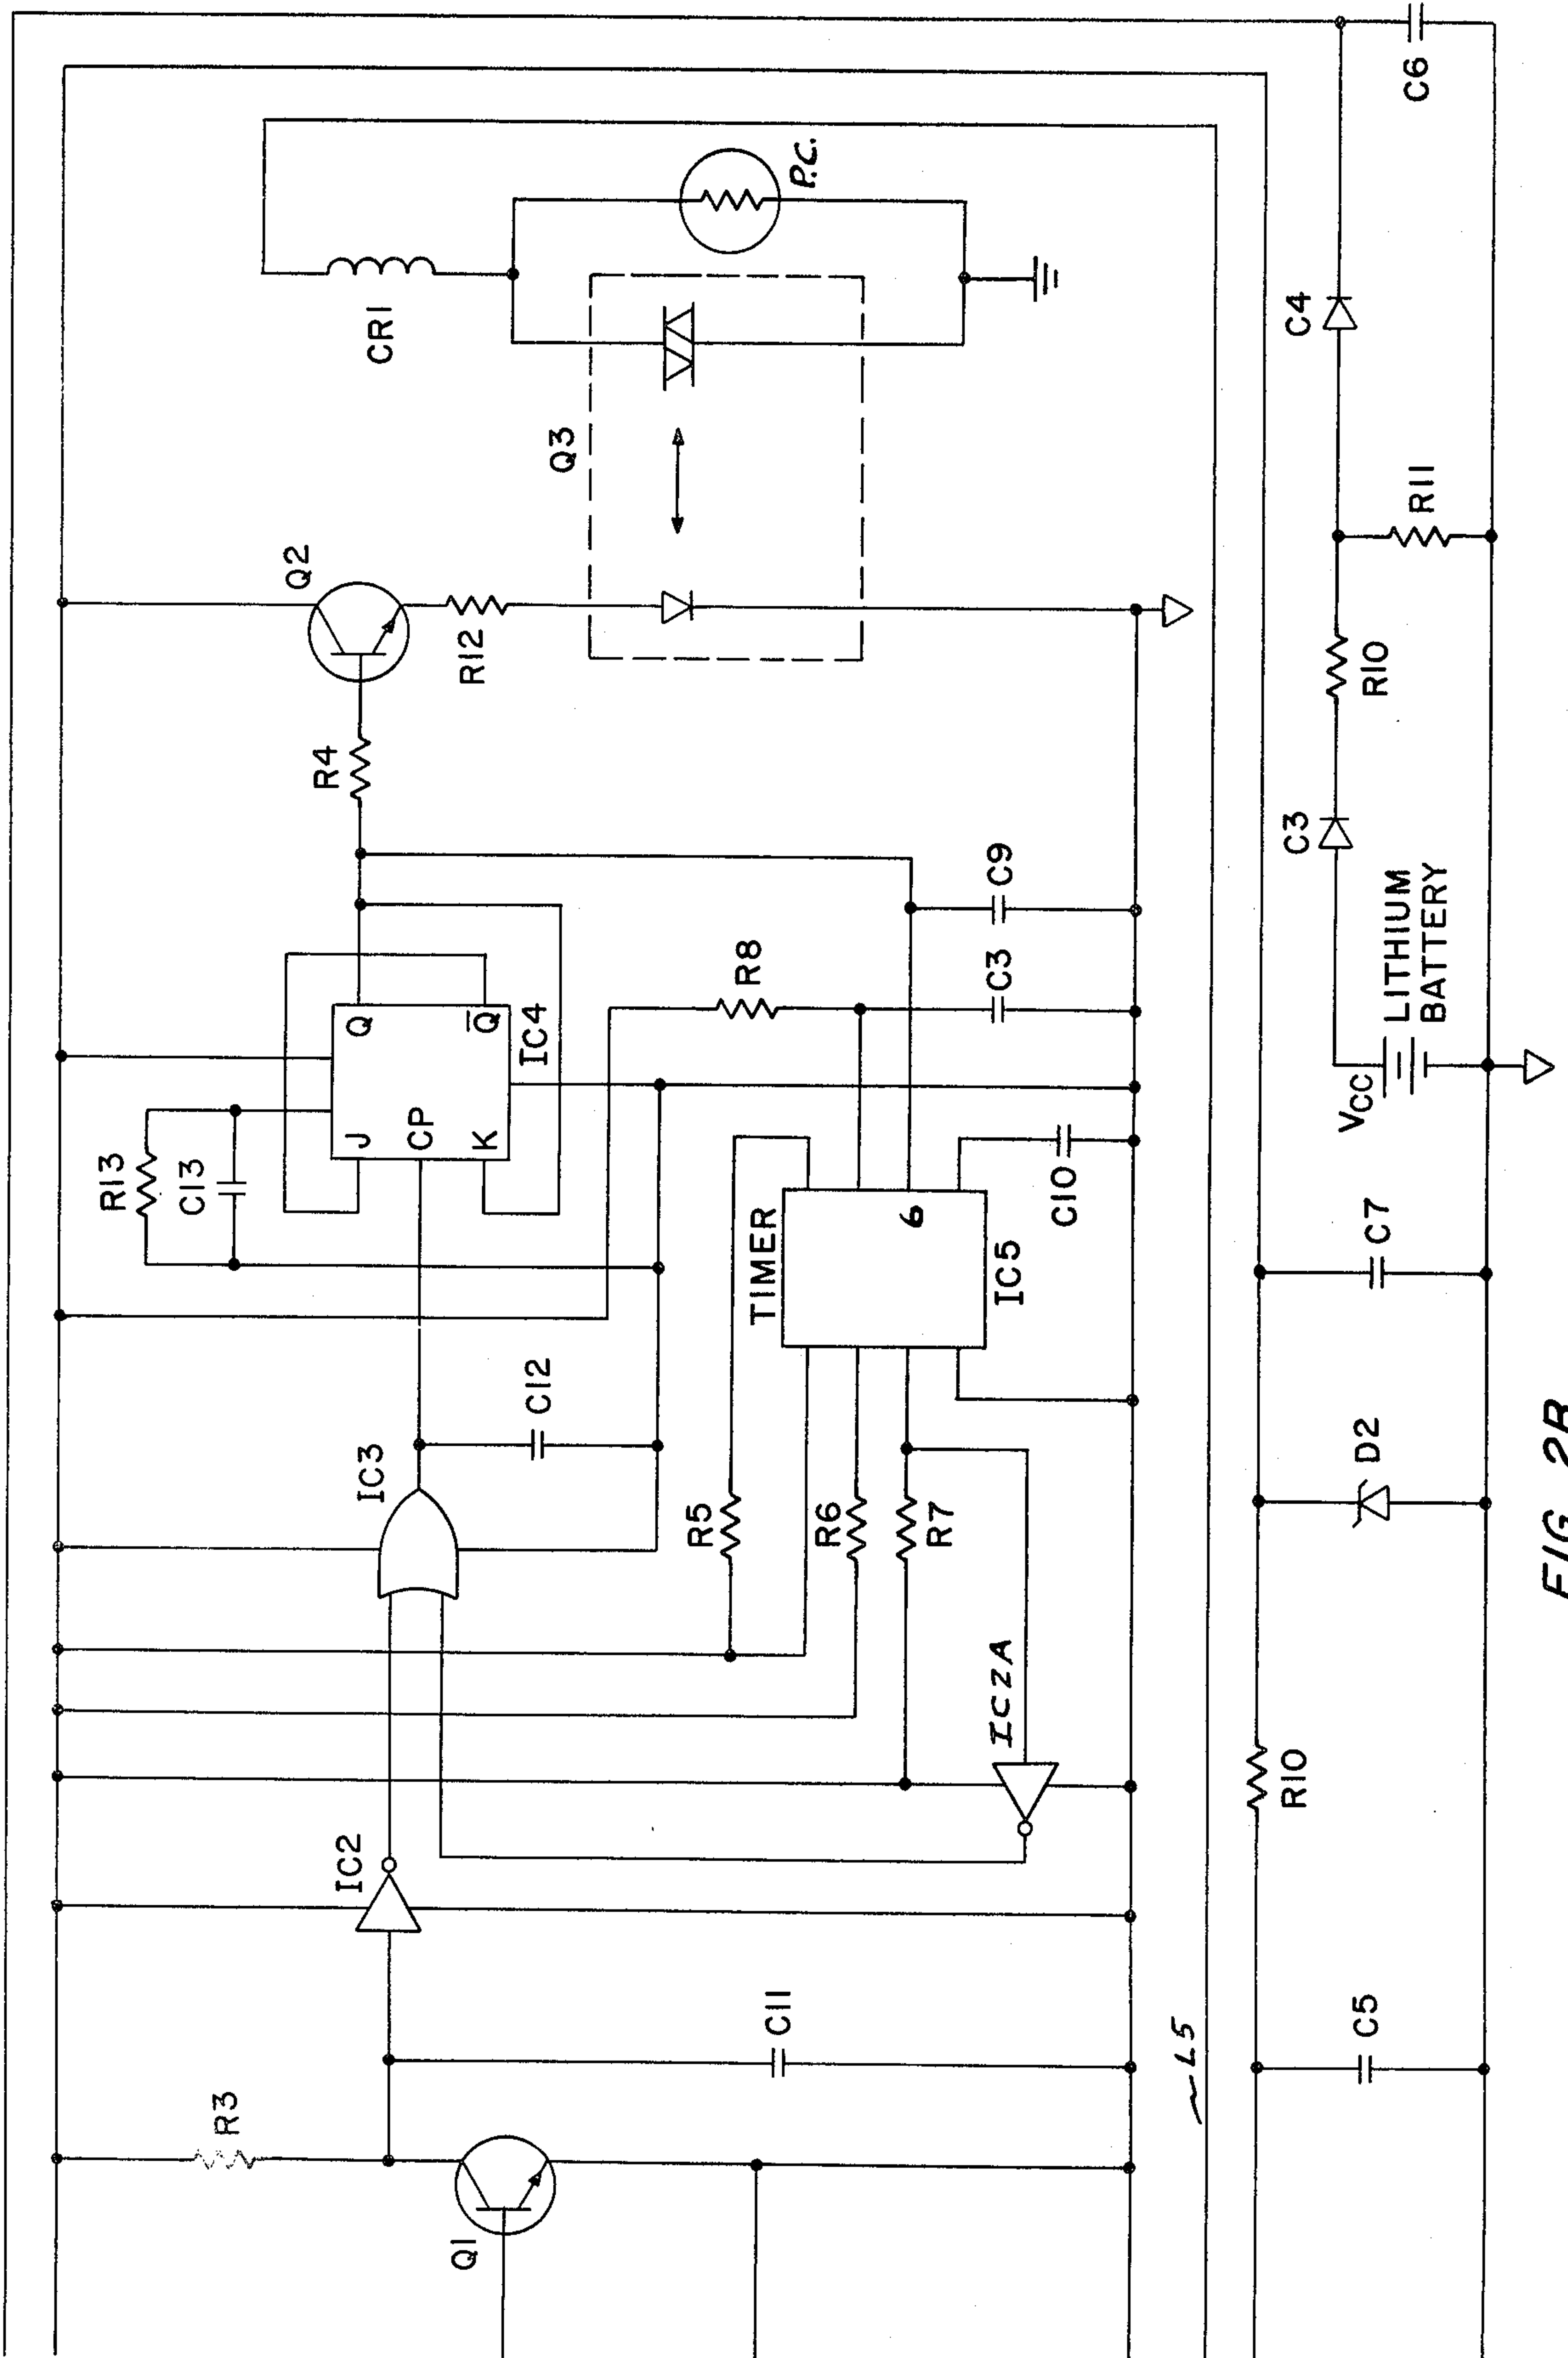 C6
P.C.
CR1
C4
Q3
R11
Q2
R12
R10
R4
C3
C9
LITHIUM
BATTERY
R8
C3
Q
Q̅
IC4
VCC
J
CP
K
R13
C13
C10
6
TIMER
IC5
C7
C12
IC3
D2
R5
R6
R7
FIG. 2B
IC2A
R10
IC2
C11
C5
L5
R3
Q1